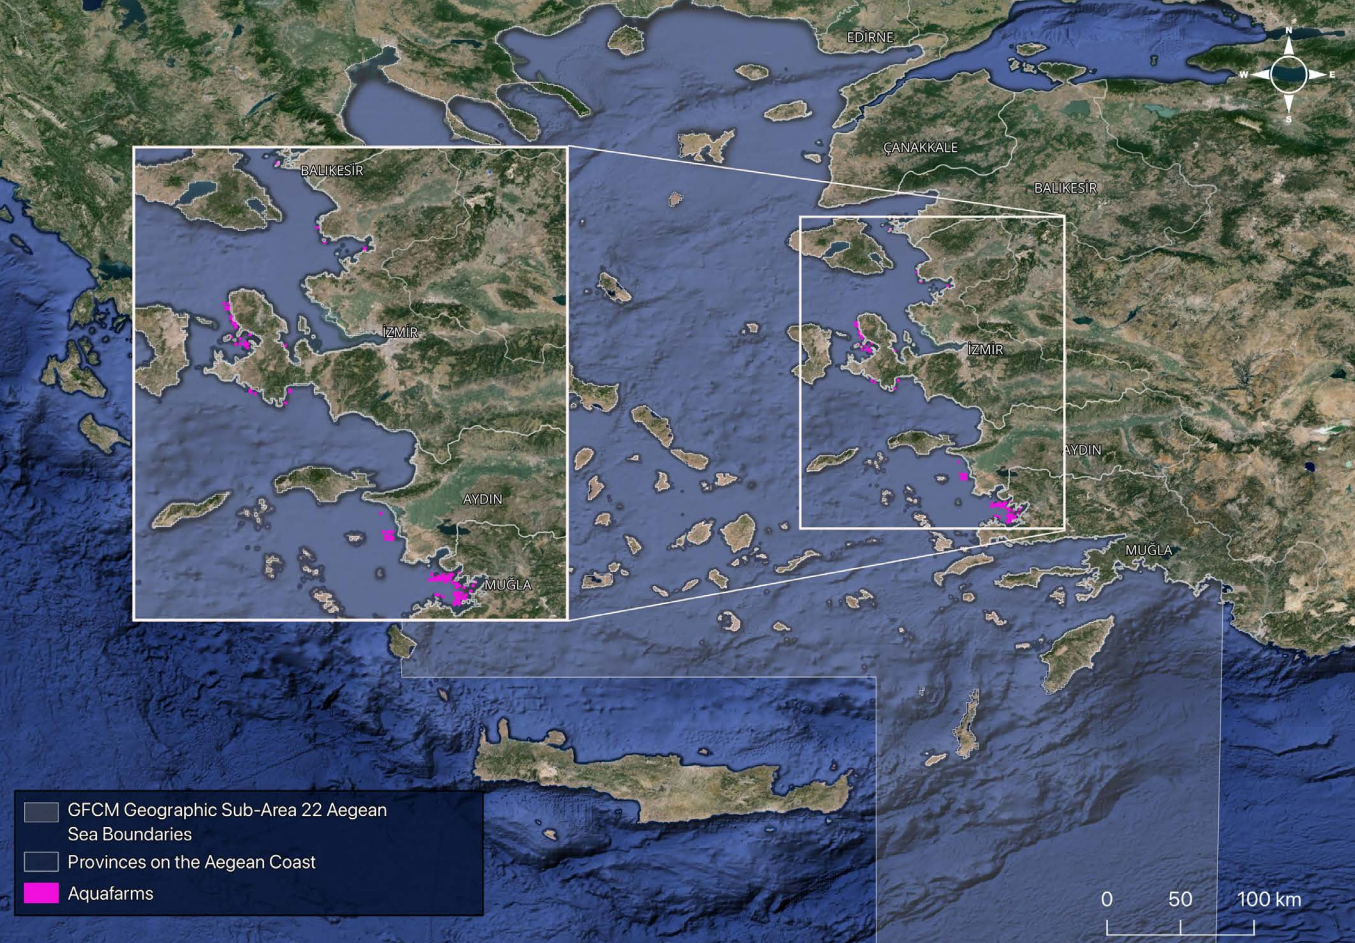 EDİRNE
N
W E
S
ÇANAKKALE
BALIKESİR
BALIKESİR
İZMİR
İZMİR
AYDIN
AYDIN
MUĞLA
MUĞLA
GFCM Geographic Sub-Area 22 Aegean
Sea Boundaries
Provinces on the Aegean Coast
Aquafarms
0 50 100 km